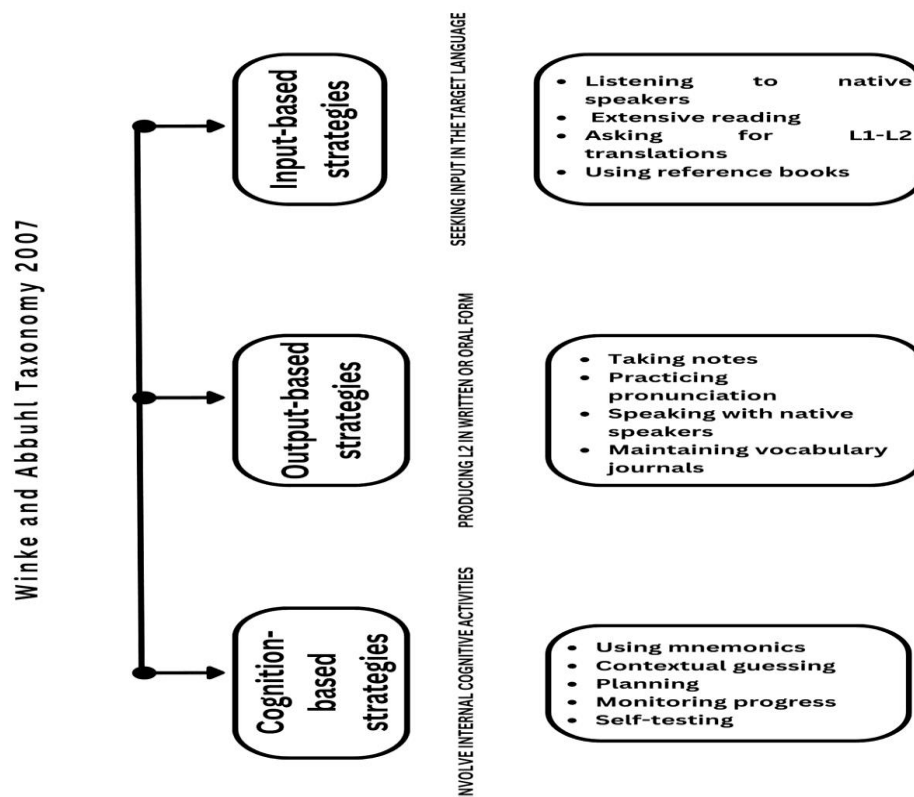 Winke and Abbuhl Taxonomy 2007
Input-based
strategies
SEEKING INPUT IN THE TARGET LANGUAGE
• Listening to native
speakers
• Extensive reading
• Asking for L1-L2
translations
• Using reference books
Output-based
strategies
PRODUCING L2 IN WRITTEN OR ORAL FORM
• Taking notes
• Practicing
pronunciation
• Speaking with native
speakers
• Maintaining vocabulary
journals
Cognition-
based
strategies
NVOLVE INTERNAL COGNITIVE ACTIVITIES
• Using mnemonics
• Contextual guessing
• Planning
• Monitoring progress
• Self-testing